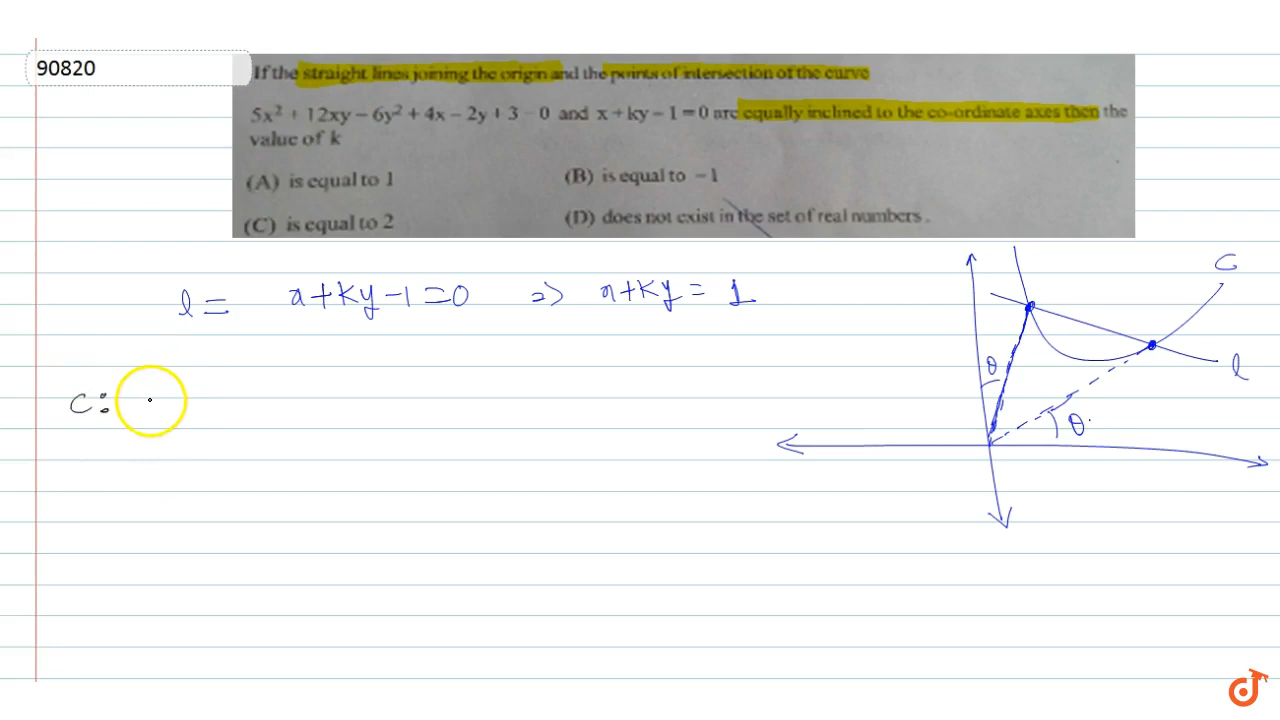 90820
If the straight lines joining the origin and the points of intersection of the curve
5x² + 12xy − 6y² + 4x − 2y + 3 = 0 and x + ky − 1 = 0 are equally inclined to the co-ordinate axes then the
value of k
(A) is equal to 1 (B) is equal to −1
(C) is equal to 2 (D) does not exist in the set of real numbers.
l = x+ky-1=0 => x+ky = 1
C
θ
l
C:
θ